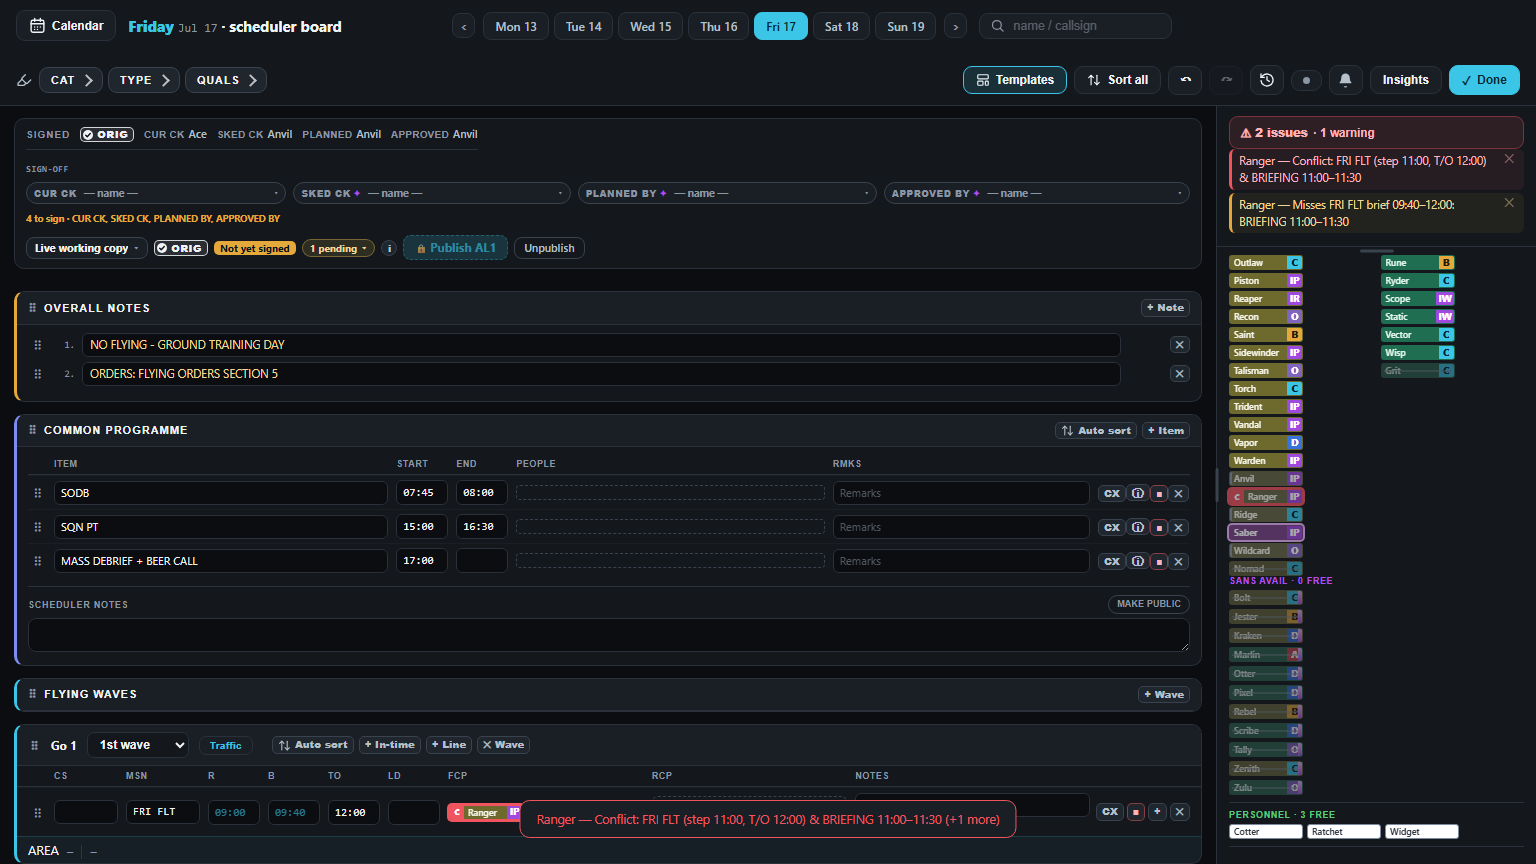 Calendar Friday Jul 17 · scheduler board ‹ Mon 13 Tue 14 Wed 15 Thu 16 Fri 17 Sat 18 Sun 19 › name / callsign
CAT TYPE QUALS Templates Sort all Insights ✓ Done
SIGNED ORIG CUR CK Ace SKED CK Anvil PLANNED Anvil APPROVED Anvil
SIGN-OFF
CUR CK — name — SKED CK ✦ — name — PLANNED BY ✦ — name — APPROVED BY ✦ — name —
4 to sign · CUR CK, SKED CK, PLANNED BY, APPROVED BY
Live working copy ORIG Not yet signed 1 pending i Publish AL1 Unpublish
OVERALL NOTES + Note
1. NO FLYING - GROUND TRAINING DAY
2. ORDERS: FLYING ORDERS SECTION 5
COMMON PROGRAMME Auto sort + Item
ITEM START END PEOPLE RMKS
SODB 07:45 08:00 Remarks CX
SQN PT 15:00 16:30 Remarks CX
MASS DEBRIEF + BEER CALL 17:00 Remarks CX
SCHEDULER NOTES MAKE PUBLIC
FLYING WAVES + Wave
Go 1 1st wave Traffic Auto sort + In-time + Line ✕ Wave
CS MSN R B TO LD FCP RCP NOTES
FRI FLT 09:00 09:40 12:00 C Ranger IP CX
AREA – –
Ranger — Conflict: FRI FLT (step 11:00, T/O 12:00) & BRIEFING 11:00–11:30 (+1 more)
⚠ 2 issues · 1 warning
Ranger — Conflict: FRI FLT (step 11:00, T/O 12:00)
& BRIEFING 11:00–11:30
Ranger — Misses FRI FLT brief 09:40–12:00:
BRIEFING 11:00–11:30
Outlaw C Rune B
Piston IP Ryder C
Reaper IR Scope IW
Recon O Static IW
Saint B Vector C
Sidewinder IP Wisp C
Talisman O Grit C
Torch C
Trident IP
Vandal IP
Vapor D
Warden IP
Anvil IP
C Ranger IP
Ridge C
Saber IP
Wildcard O
Nomad C
SANS AVAIL · 0 FREE
Bolt C
Jester B
Kraken D
Marlin A
Otter D
Pixel D
Rebel B
Scribe D
Tally O
Zenith C
Zulu O
PERSONNEL · 3 FREE
Cotter Ratchet Widget